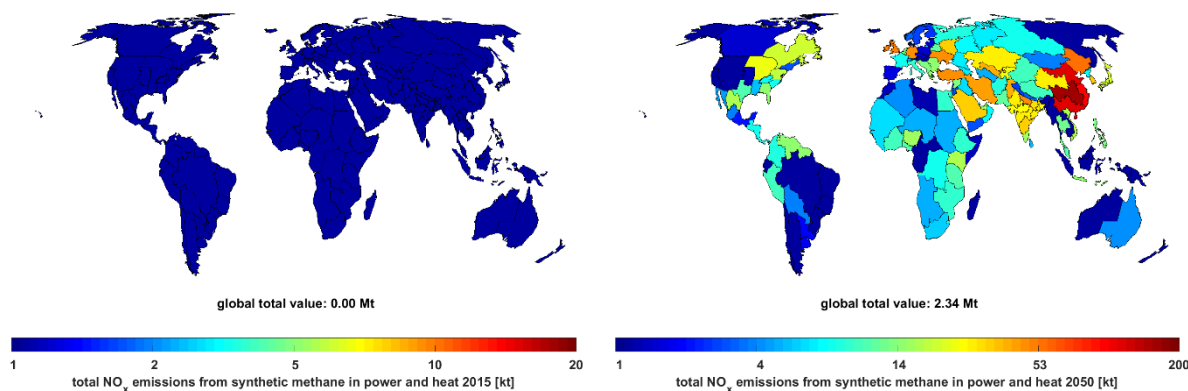 global total value: 0.00 Mt
1 2 5 10 20
total NOx emissions from synthetic methane in power and heat 2015 [kt]
global total value: 2.34 Mt
1 4 14 53 200
total NOx emissions from synthetic methane in power and heat 2050 [kt]